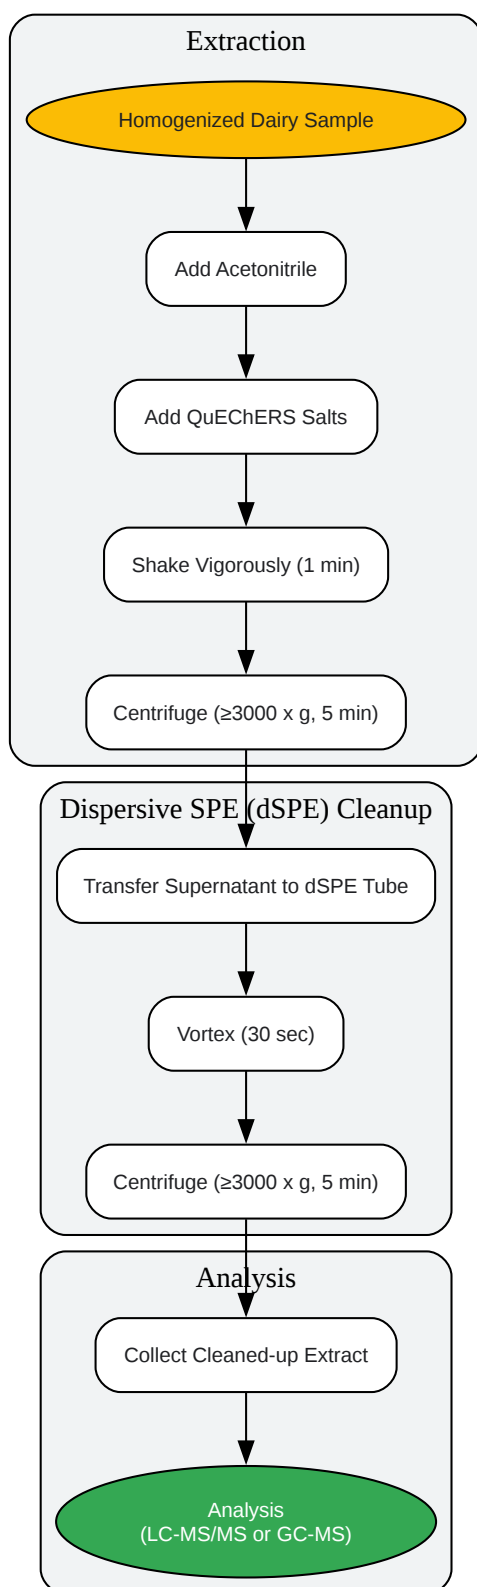 Extraction
Homogenized Dairy Sample
Add Acetonitrile
Add QuEChERS Salts
Shake Vigorously (1 min)
Centrifuge (≥3000 x g, 5 min)
Dispersive SPE (dSPE) Cleanup
Transfer Supernatant to dSPE Tube
Vortex (30 sec)
Centrifuge (≥3000 x g, 5 min)
Analysis
Collect Cleaned-up Extract
Analysis
(LC-MS/MS or GC-MS)